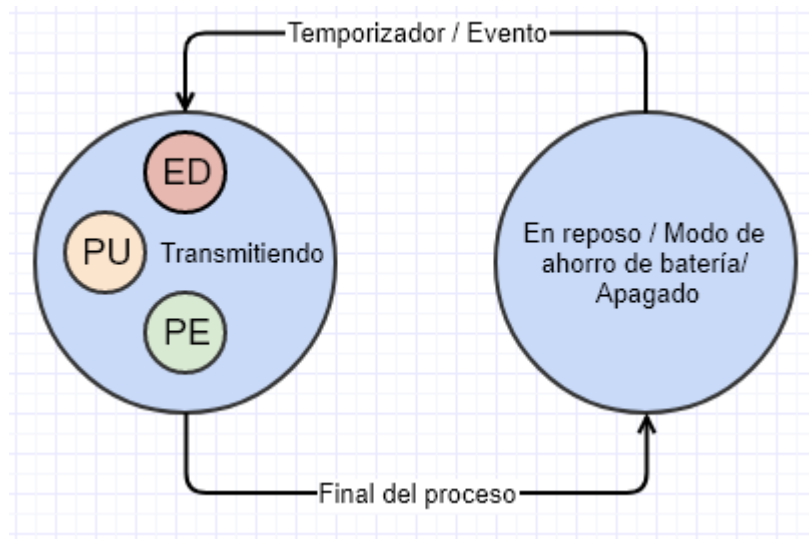 Temporizador / Evento
ED
PU
Transmitiendo
PE
En reposo / Modo de
ahorro de batería/
Apagado
Final del proceso